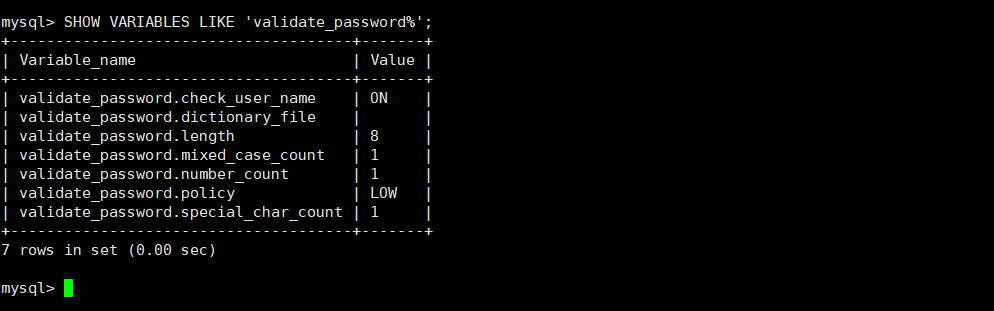 mysql> SHOW VARIABLES LIKE 'validate_password%';
+--------------------------------------+-------+
| Variable_name                        | Value |
+--------------------------------------+-------+
| validate_password.check_user_name    | ON    |
| validate_password.dictionary_file    |       |
| validate_password.length             | 8     |
| validate_password.mixed_case_count   | 1     |
| validate_password.number_count       | 1     |
| validate_password.policy             | LOW   |
| validate_password.special_char_count | 1     |
+--------------------------------------+-------+
7 rows in set (0.00 sec)
mysql>